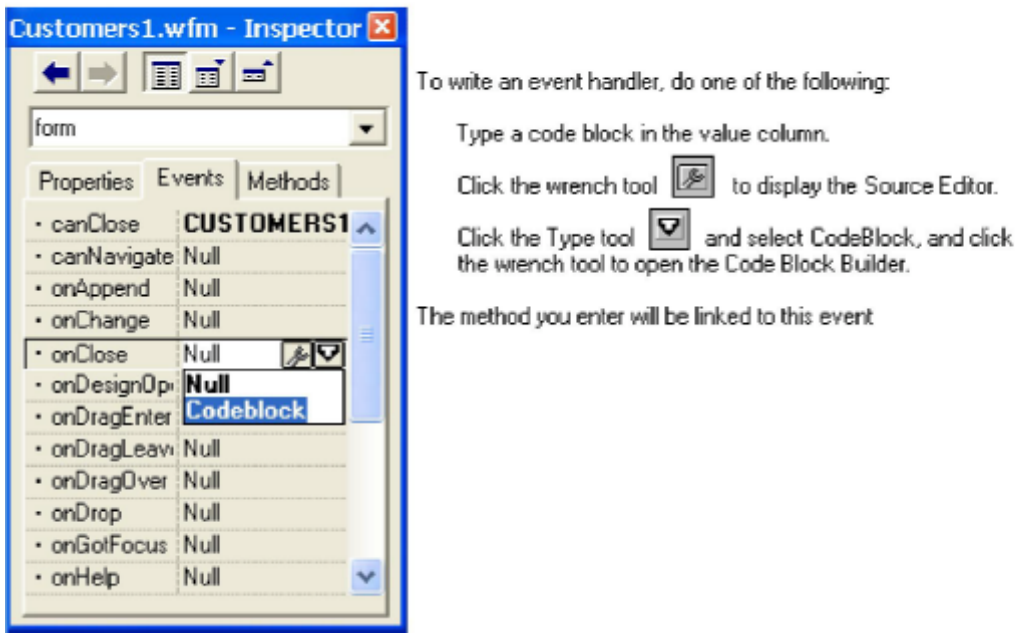 Customers1.wfm - Inspector
form
Properties Events Methods
canClose CUSTOMERS1
canNavigate Null
onAppend Null
onChange Null
onClose Null
Null
Codeblock
onDesignOp
onDragEnter
onDragLeav Null
onDragOver Null
onDrop Null
onGotFocus Null
onHelp Null
To write an event handler, do one of the following:
Type a code block in the value column.
Click the wrench tool to display the Source Editor.
Click the Type tool and select CodeBlock, and click
the wrench tool to open the Code Block Builder.
The method you enter will be linked to this event